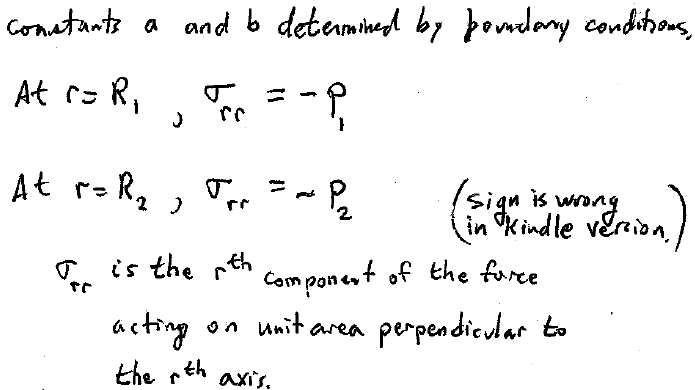 constants a and b determined by boundary conditions.
At r = R₁ , σᵣᵣ = - P₁
At r = R₂ , σᵣᵣ = ~ P₂ (sign is wrong in Kindle version.)
σᵣᵣ is the rᵗʰ component of the force
acting on unit area perpendicular to
the rᵗʰ axis.